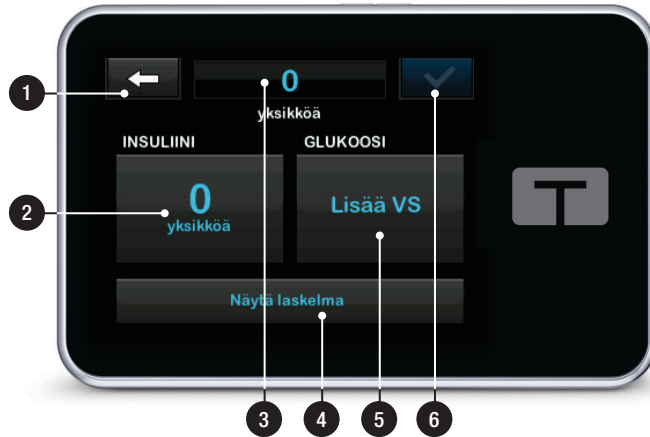 0
yksikköä
INSULIINI
GLUKOOSI
0
yksikköä
Lisää VS
Näytä laskelma
T
1
2
3
4
5
6